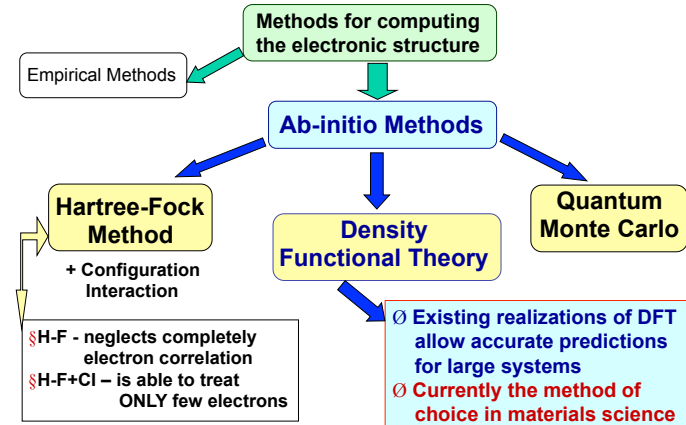 Methods for computing
the electronic structure
Empirical Methods
Ab-initio Methods
Hartree-Fock
Method
Density
Functional Theory
Quantum
Monte Carlo
+ Configuration
Interaction
§H-F - neglects completely
electron correlation
§H-F+CI – is able to treat
ONLY few electrons
Ø Existing realizations of DFT
allow accurate predictions
for large systems
Ø Currently the method of
choice in materials science